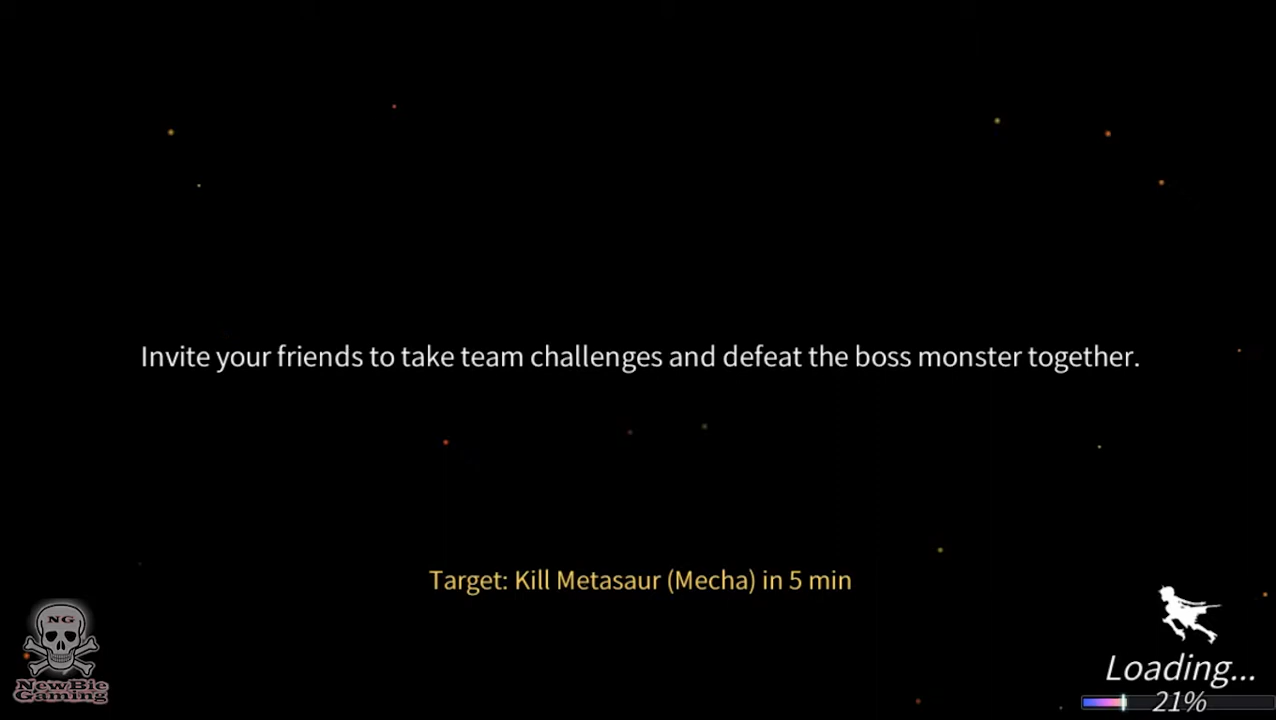 Invite your friends to take team challenges and defeat the boss monster together.
Target: Kill Metasaur (Mecha) in 5 min
NG
NewBie
Gaming
Loading...
21%